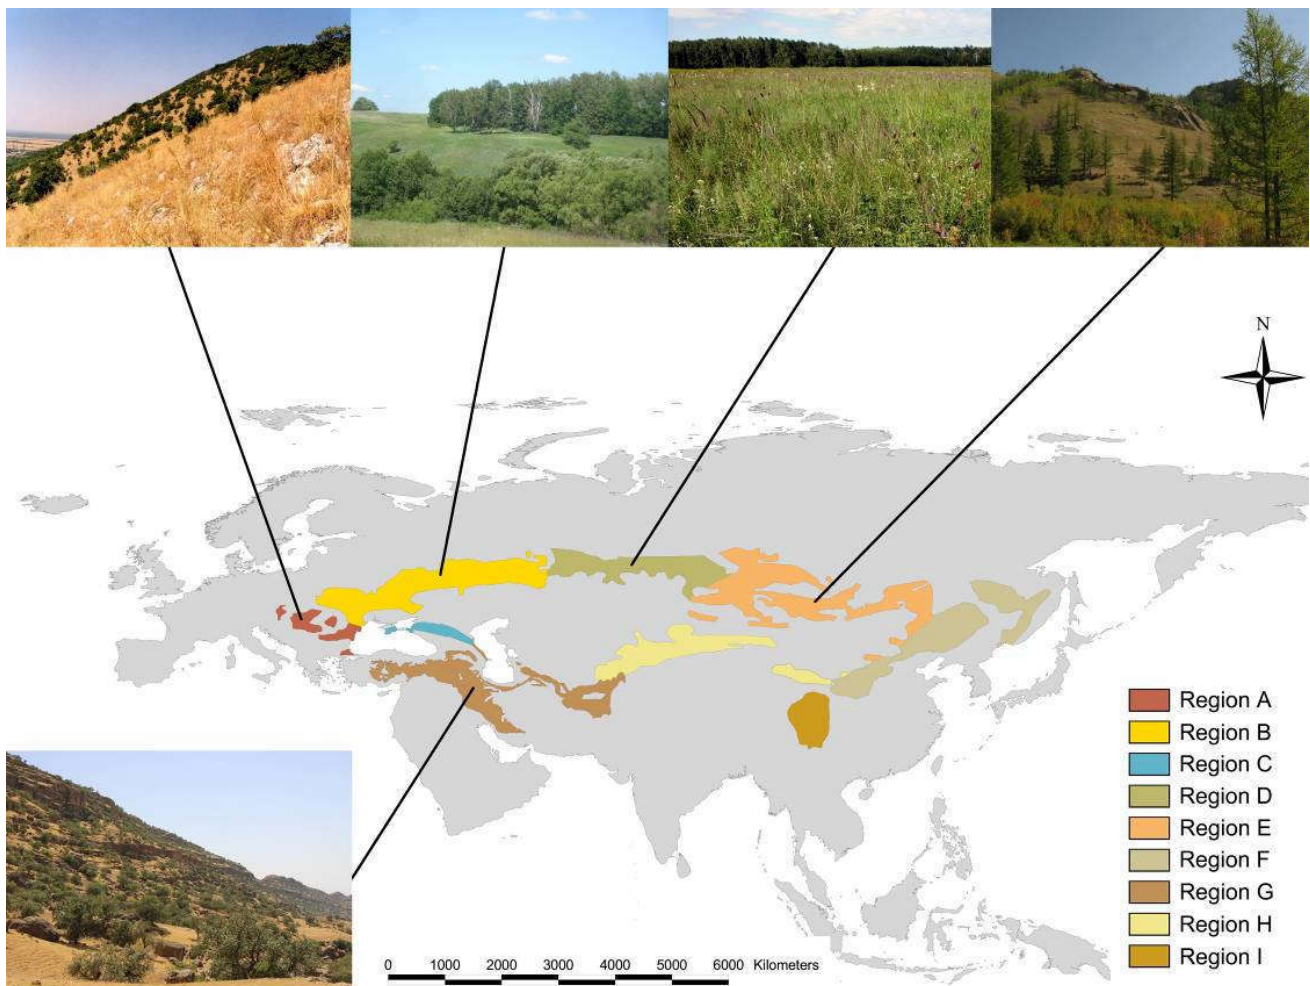 N
Region A
Region B
Region C
Region D
Region E
Region F
Region G
Region H
Region I
0 1000 2000 3000 4000 5000 6000 Kilometers